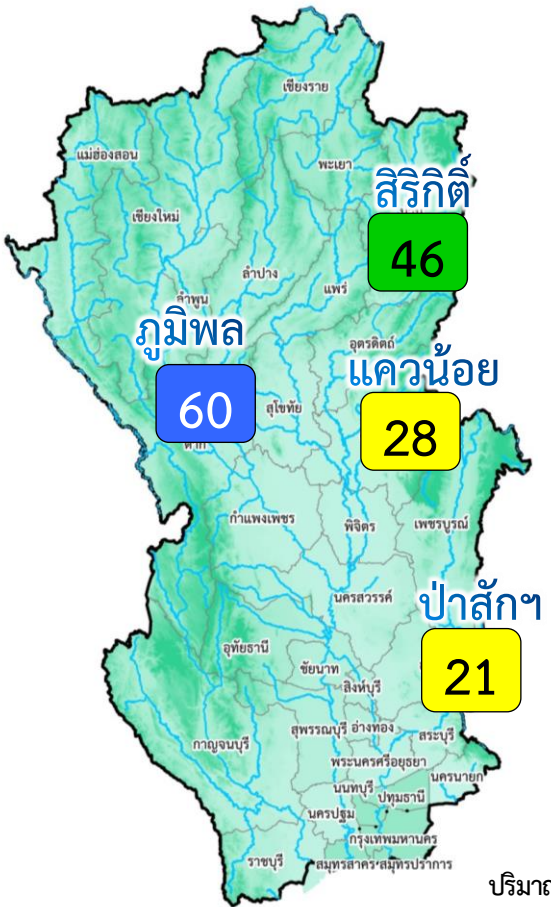 เชียงราย
แม่ฮ่องสอน
พะเยา
สิริกิติ์
46
เชียงใหม่
ลำปาง
แพร่
ลำพูน
ภูมิพล
60
อุตรดิตถ์
แควน้อย
28
สุโขทัย
ตาก
กำแพงเพชร
พิจิตร
เพชรบูรณ์
นครสวรรค์
ป่าสักฯ
21
อุทัยธานี
ชัยนาท
สิงห์บุรี
สุพรรณบุรี อ่างทอง
สระบุรี
กาญจนบุรี
พระนครศรีอยุธยา
นครนายก
นนทบุรี
ปทุมธานี
นครปฐม
กรุงเทพมหานคร
ราชบุรี
สมุทรสาคร สมุทรปราการ
ปริมาณ